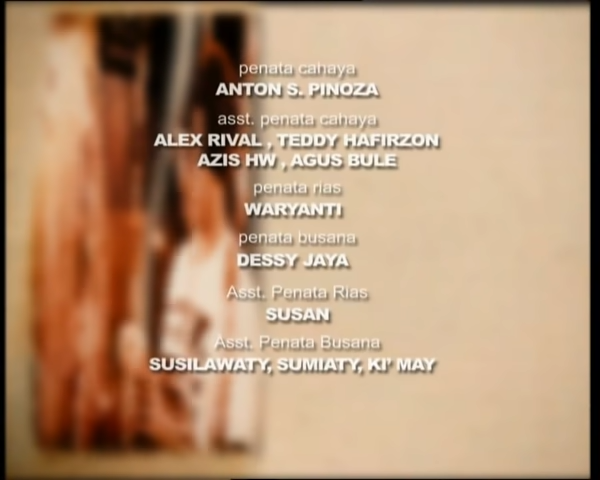 penata cahaya
ANTON S. PINOZA
asst. penata cahaya
ALEX RIVAL , TEDDY HAFIRZON
AZIS HW , AGUS BULE
penata rias
WARYANTI
penata busana
DESSY JAYA
Asst. Penata Rias
SUSAN
Asst. Penata Busana
SUSILAWATY, SUMIATY, KI' MAY